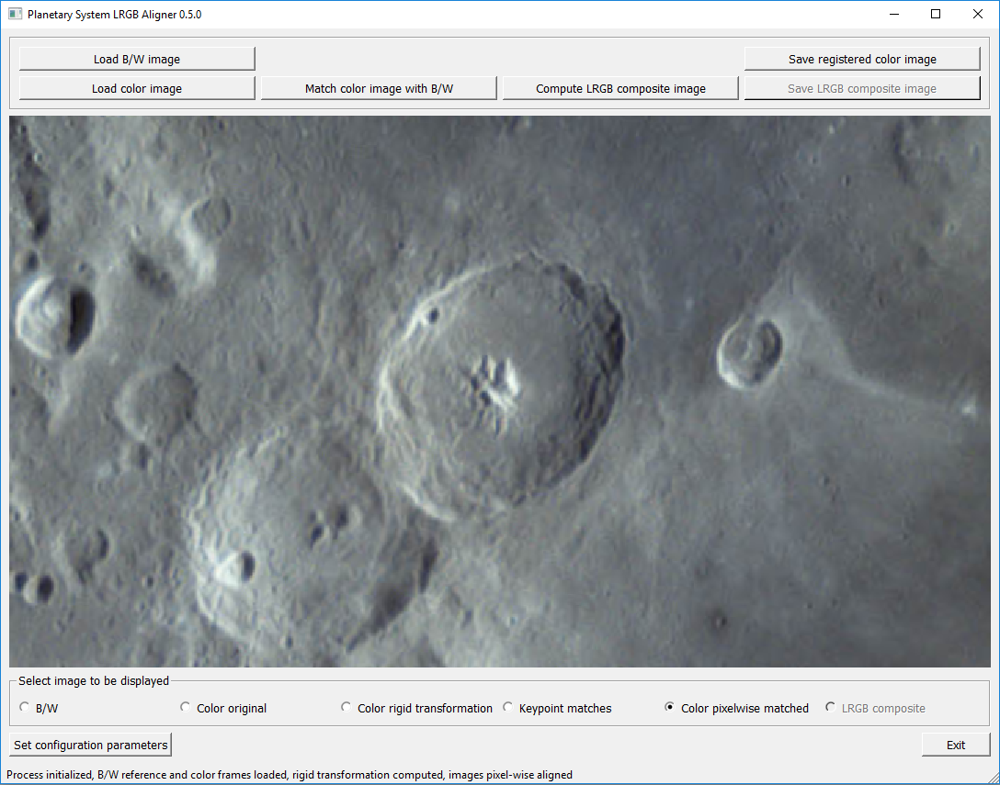 Planetary System LRGB Aligner 0.5.0
Load B/W image
Save registered color image
Load color image
Match color image with B/W
Compute LRGB composite image
Save LRGB composite image
Select image to be displayed
B/W
Color original
Color rigid transformation
Keypoint matches
Color pixelwise matched
LRGB composite
Set configuration parameters
Exit
Process initialized, B/W reference and color frames loaded, rigid transformation computed, images pixel-wise aligned